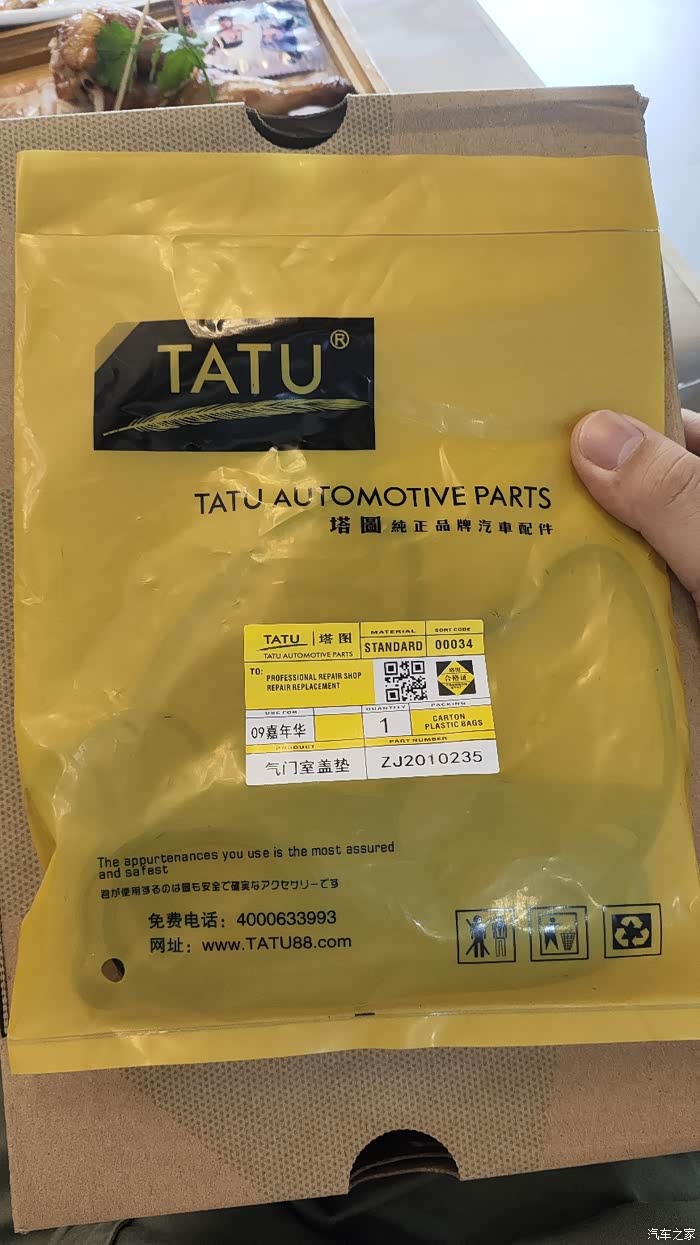 TATU®
TATU AUTOMOTIVE PARTS
塔圖 純正品牌汽車配件
TATU 塔图
TATU AUTOMOTIVE PARTS
MATERIAL
STANDARD
SORT CODE
00034
TO: PROFESSIONAL REPAIR SHOP
REPAIR REPLACEMENT
合格证
USE FOR
09嘉年华
QUANTITY
1
PACKING
CARTON
PLASTIC BAGS
PRODUCT
气门室盖垫
PART NUMBER
ZJ2010235
The appurtenances you use is the most assured
and safest
君が使用するのは最も安全で確実なアクセサリーです
免费电话：4000633993
网址：www.TATU88.com
汽车之家